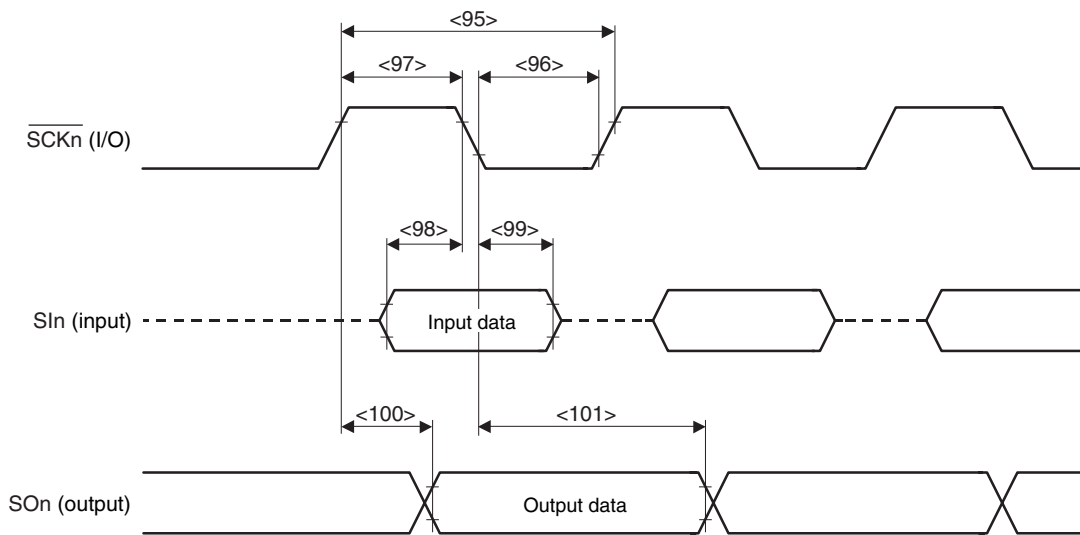 <95>
<97>
<96>
SCKn (I/O)
<98>
<99>
SIn (input)
Input data
<100>
<101>
SOn (output)
Output data